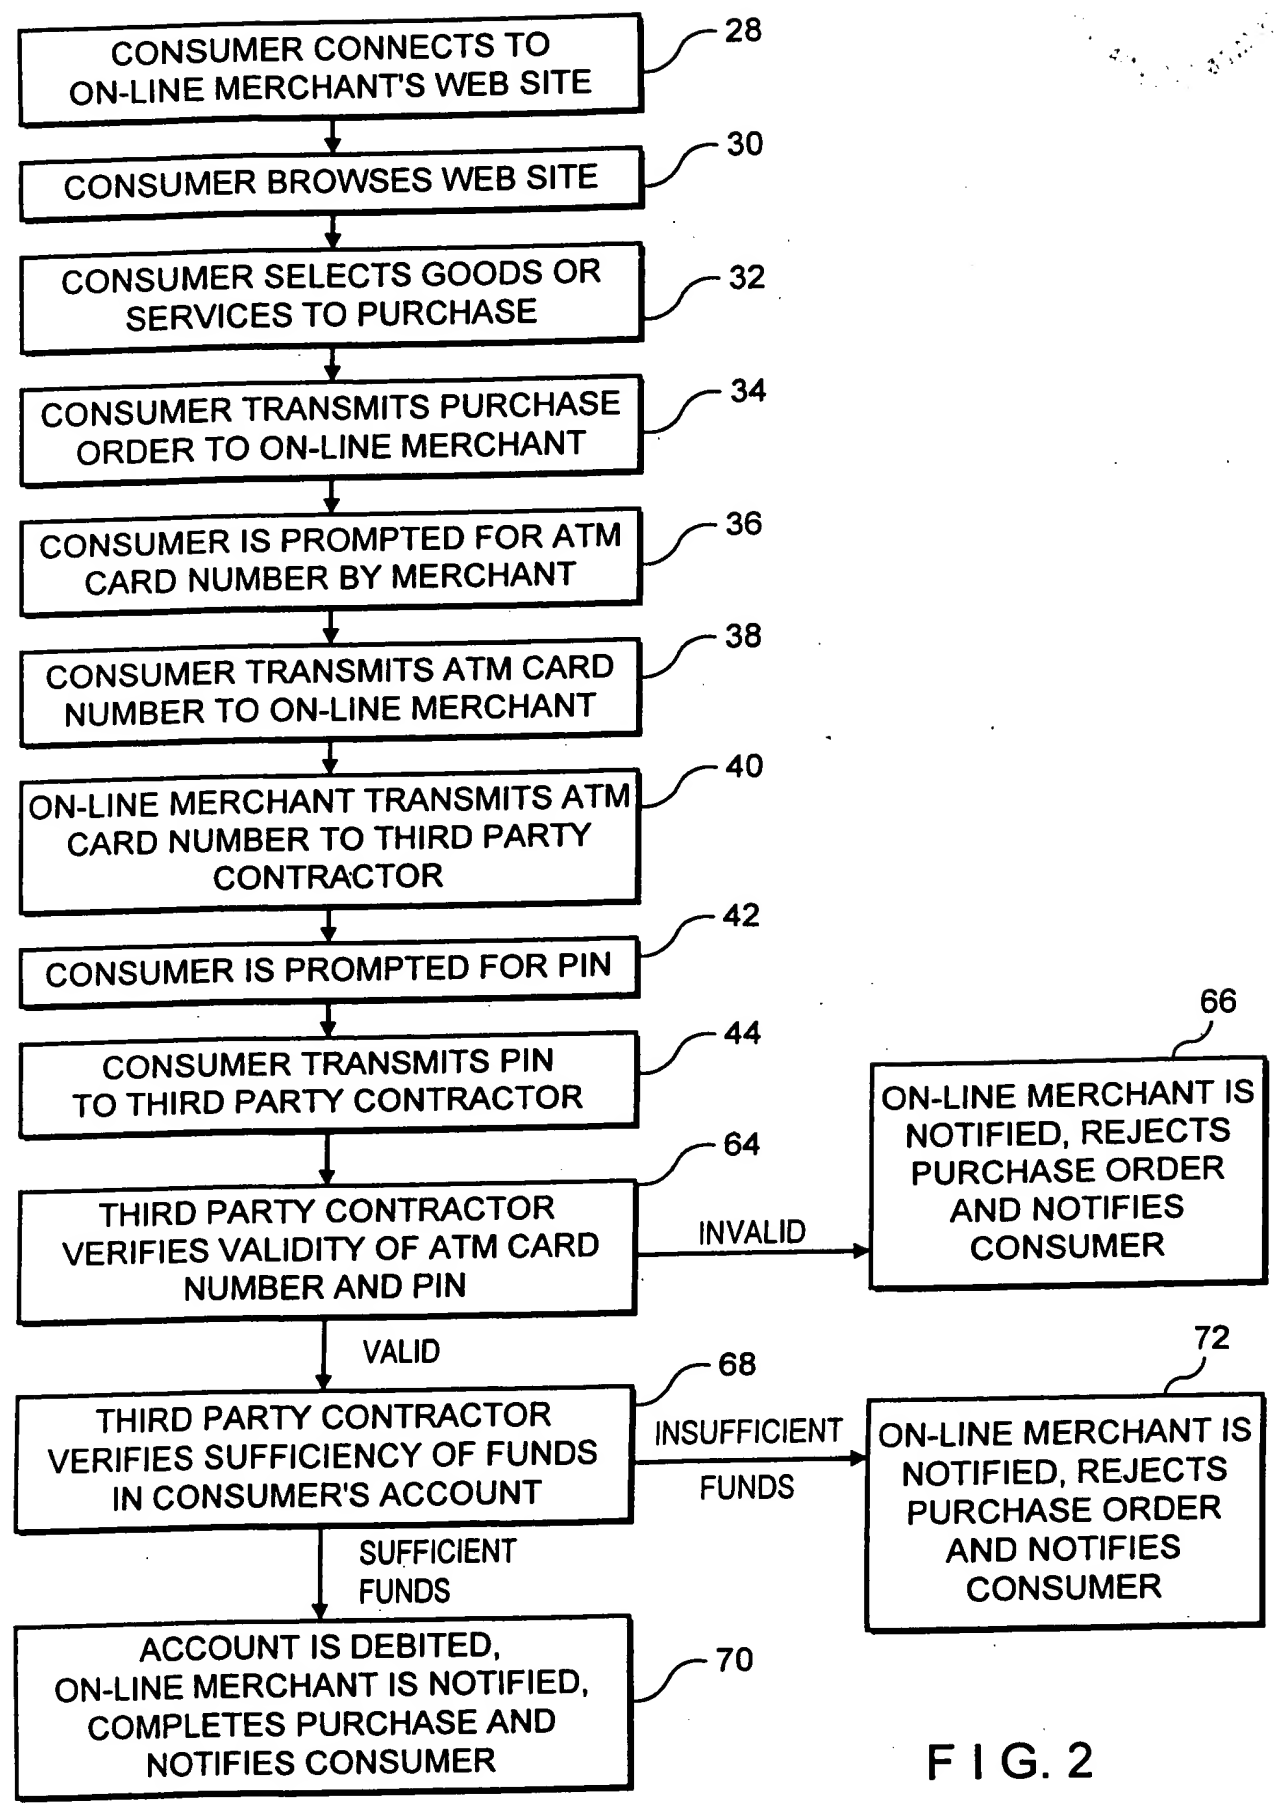 CONSUMER CONNECTS TO
ON-LINE MERCHANT'S WEB SITE
28
CONSUMER BROWSES WEB SITE
30
CONSUMER SELECTS GOODS OR
SERVICES TO PURCHASE
32
CONSUMER TRANSMITS PURCHASE
ORDER TO ON-LINE MERCHANT
34
CONSUMER IS PROMPTED FOR ATM
CARD NUMBER BY MERCHANT
36
CONSUMER TRANSMITS ATM CARD
NUMBER TO ON-LINE MERCHANT
38
ON-LINE MERCHANT TRANSMITS ATM
CARD NUMBER TO THIRD PARTY
CONTRACTOR
40
CONSUMER IS PROMPTED FOR PIN
42
CONSUMER TRANSMITS PIN
TO THIRD PARTY CONTRACTOR
44
THIRD PARTY CONTRACTOR
VERIFIES VALIDITY OF ATM CARD
NUMBER AND PIN
64
INVALID
66
ON-LINE MERCHANT IS
NOTIFIED, REJECTS
PURCHASE ORDER
AND NOTIFIES
CONSUMER
VALID
THIRD PARTY CONTRACTOR
VERIFIES SUFFICIENCY OF FUNDS
IN CONSUMER'S ACCOUNT
68
INSUFFICIENT
FUNDS
72
ON-LINE MERCHANT IS
NOTIFIED, REJECTS
PURCHASE ORDER
AND NOTIFIES
CONSUMER
SUFFICIENT
FUNDS
ACCOUNT IS DEBITED,
ON-LINE MERCHANT IS NOTIFIED,
COMPLETES PURCHASE AND
NOTIFIES CONSUMER
70
FIG. 2